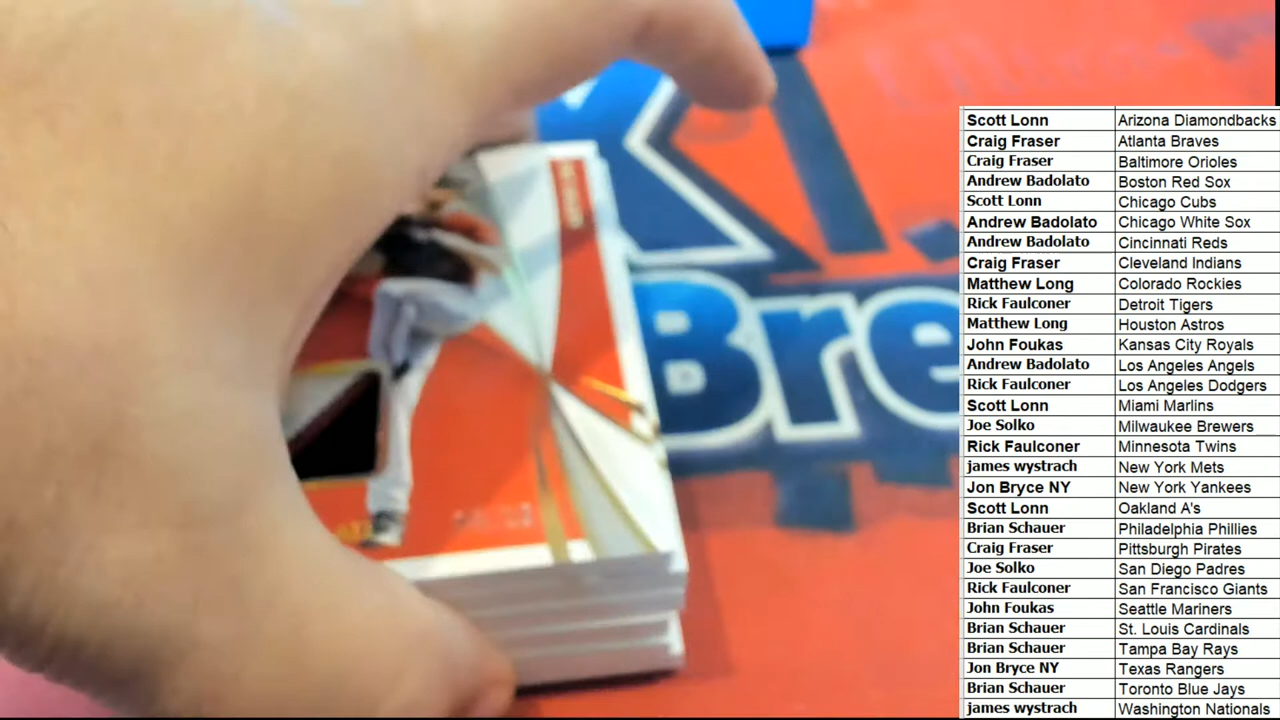 K
Bre
Scott Lonn Arizona Diamondbacks
Craig Fraser Atlanta Braves
Craig Fraser Baltimore Orioles
Andrew Badolato Boston Red Sox
Scott Lonn Chicago Cubs
Andrew Badolato Chicago White Sox
Andrew Badolato Cincinnati Reds
Craig Fraser Cleveland Indians
Matthew Long Colorado Rockies
Rick Faulconer Detroit Tigers
Matthew Long Houston Astros
John Foukas Kansas City Royals
Andrew Badolato Los Angeles Angels
Rick Faulconer Los Angeles Dodgers
Scott Lonn Miami Marlins
Joe Solko Milwaukee Brewers
Rick Faulconer Minnesota Twins
james wystrach New York Mets
Jon Bryce NY New York Yankees
Scott Lonn Oakland A's
Brian Schauer Philadelphia Phillies
Craig Fraser Pittsburgh Pirates
Joe Solko San Diego Padres
Rick Faulconer San Francisco Giants
John Foukas Seattle Mariners
Brian Schauer St. Louis Cardinals
Brian Schauer Tampa Bay Rays
Jon Bryce NY Texas Rangers
Brian Schauer Toronto Blue Jays
james wystrach Washington Nationals